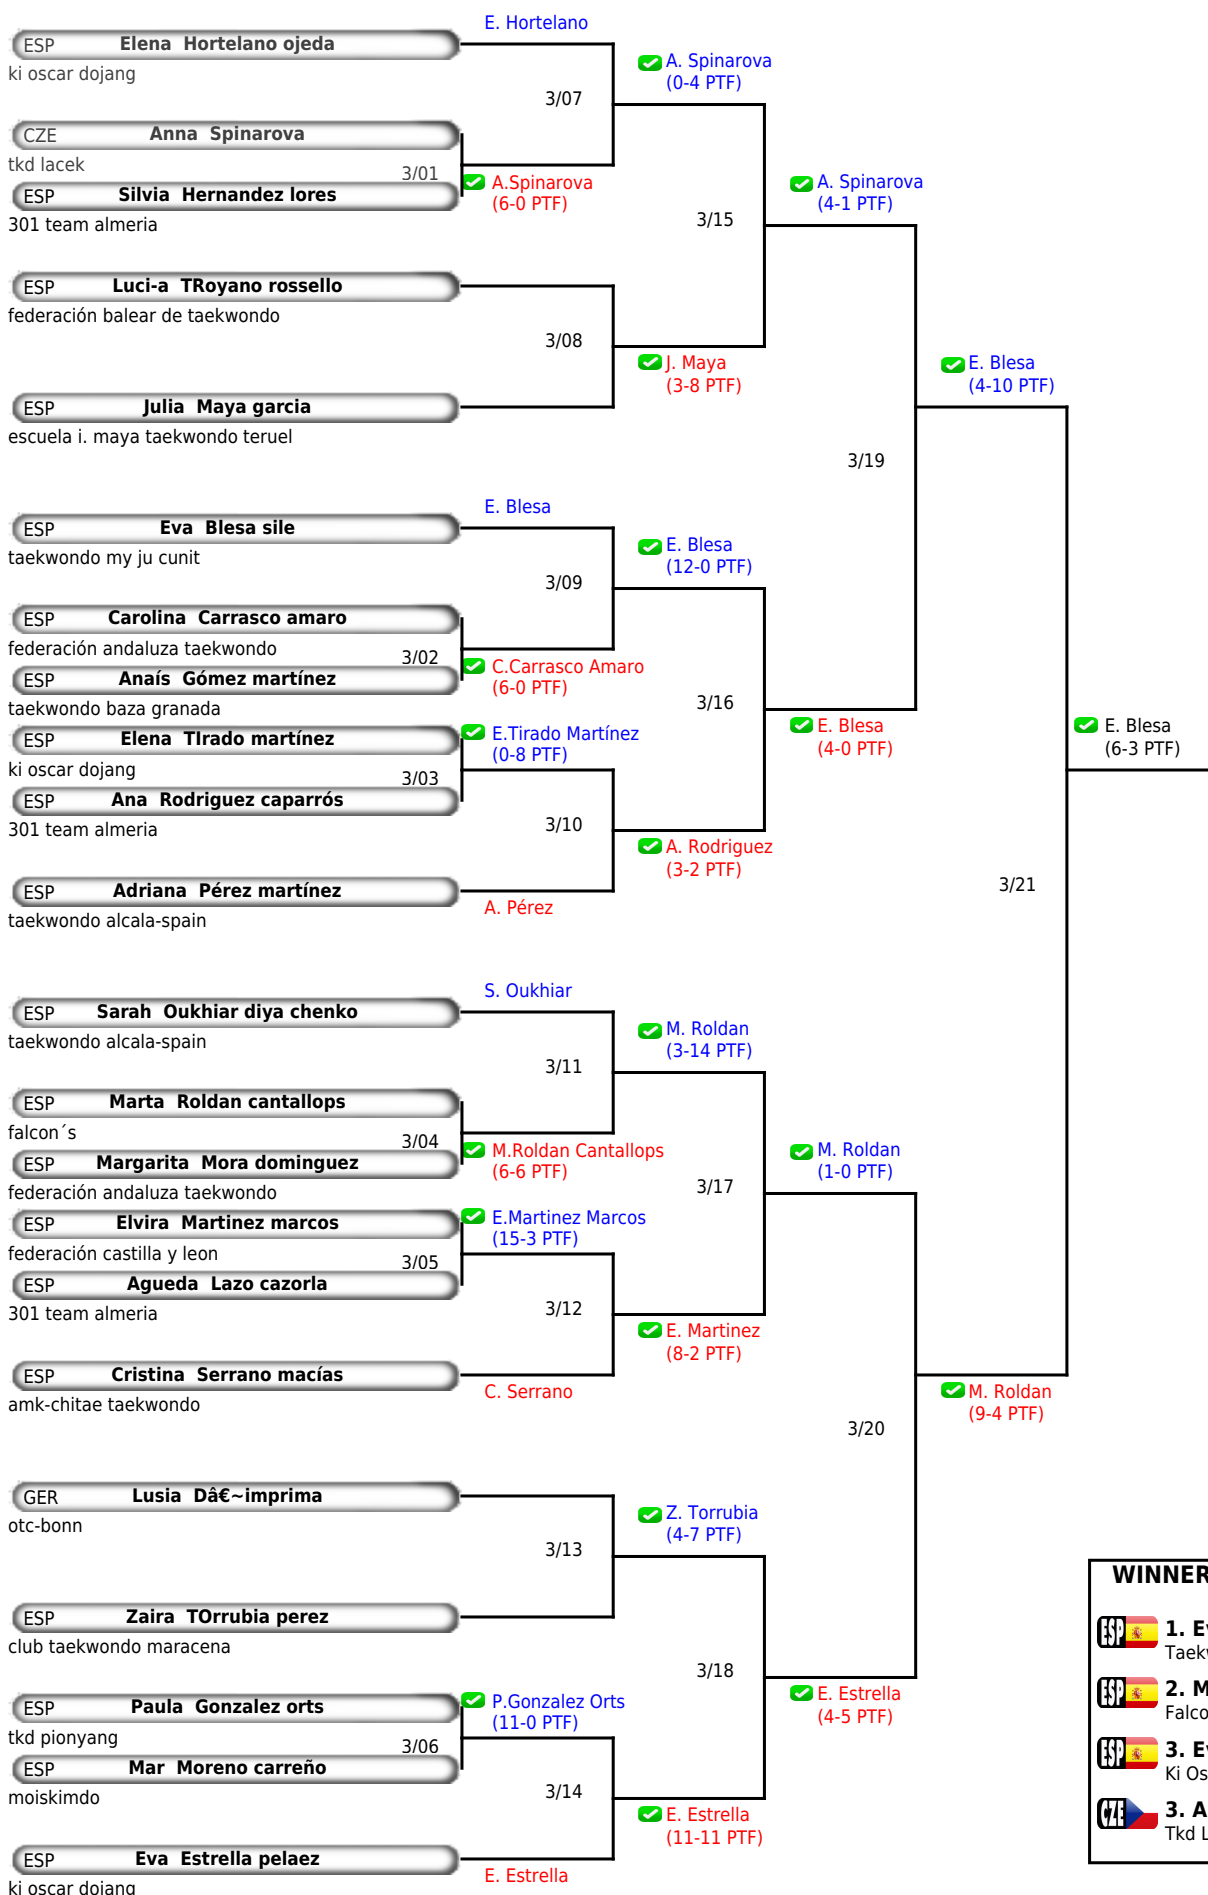 E. Hortelano
ESP Elena Hortelano ojeda
ki oscar dojang
A. Spinarova
(0-4 PTF)
3/07
CZE Anna Spinarova
tkd lacek
3/01
A.Spinarova
(6-0 PTF)
ESP Silvia Hernandez lores
301 team almeria
A. Spinarova
(4-1 PTF)
3/15
ESP Luci-a TRoyano rossello
federación balear de taekwondo
3/08
J. Maya
(3-8 PTF)
E. Blesa
(4-10 PTF)
ESP Julia Maya garcia
escuela i. maya taekwondo teruel
3/19
E. Blesa
ESP Eva Blesa sile
taekwondo my ju cunit
E. Blesa
(12-0 PTF)
3/09
ESP Carolina Carrasco amaro
federación andaluza taekwondo
3/02
C.Carrasco Amaro
(6-0 PTF)
ESP Anaís Gómez martínez
taekwondo baza granada
3/16
E. Blesa
(4-0 PTF)
E. Blesa
(6-3 PTF)
ESP Elena TIrado martínez
E.Tirado Martínez
(0-8 PTF)
ki oscar dojang
3/03
ESP Ana Rodriguez caparrós
301 team almeria
3/10
A. Rodriguez
(3-2 PTF)
3/21
ESP Adriana Pérez martínez
A. Pérez
taekwondo alcala-spain
S. Oukhiar
ESP Sarah Oukhiar diya chenko
taekwondo alcala-spain
M. Roldan
(3-14 PTF)
3/11
ESP Marta Roldan cantallops
falcon´s
3/04
M.Roldan Cantallops
(6-6 PTF)
ESP Margarita Mora dominguez
federación andaluza taekwondo
M. Roldan
(1-0 PTF)
3/17
ESP Elvira Martinez marcos
E.Martinez Marcos
(15-3 PTF)
federación castilla y leon
3/05
ESP Agueda Lazo cazorla
301 team almeria
3/12
E. Martinez
(8-2 PTF)
ESP Cristina Serrano macías
C. Serrano
amk-chitae taekwondo
M. Roldan
(9-4 PTF)
3/20
GER Lusia Dâ€~imprima
otc-bonn
Z. Torrubia
(4-7 PTF)
3/13
ESP Zaira TOrrubia perez
club taekwondo maracena
3/18
E. Estrella
(4-5 PTF)
ESP Paula Gonzalez orts
P.Gonzalez Orts
(11-0 PTF)
tkd pionyang
3/06
ESP Mar Moreno carreño
moiskimdo
3/14
E. Estrella
(11-11 PTF)
ESP Eva Estrella pelaez
E. Estrella
ki oscar dojang
WINNER
ESP 1. Ev
Taekw
ESP 2. M
Falco
ESP 3. Ev
Ki Os
CZE 3. A
Tkd L